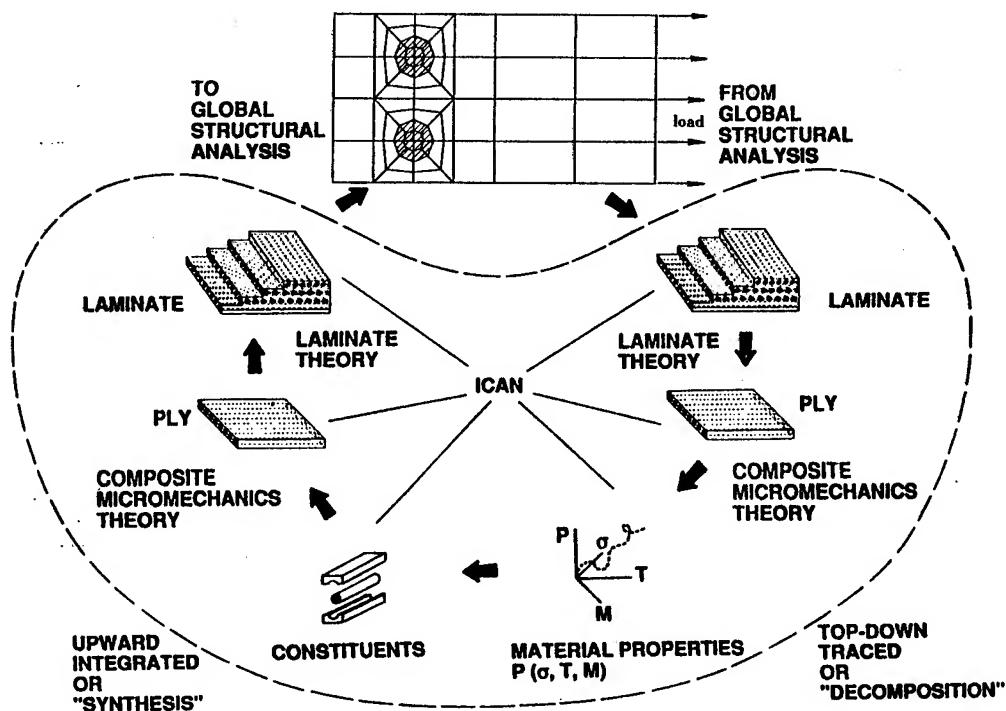 TO
GLOBAL
STRUCTURAL
ANALYSIS
load
FROM
GLOBAL
STRUCTURAL
ANALYSIS
LAMINATE
LAMINATE
THEORY
PLY
COMPOSITE
MICROMECHANICS
THEORY
ICAN
LAMINATE
LAMINATE
THEORY
PLY
COMPOSITE
MICROMECHANICS
THEORY
P
σ
T
M
CONSTITUENTS
MATERIAL PROPERTIES
P (σ, T, M)
UPWARD
INTEGRATED
OR
"SYNTHESIS"
TOP-DOWN
TRACED
OR
"DECOMPOSITION"